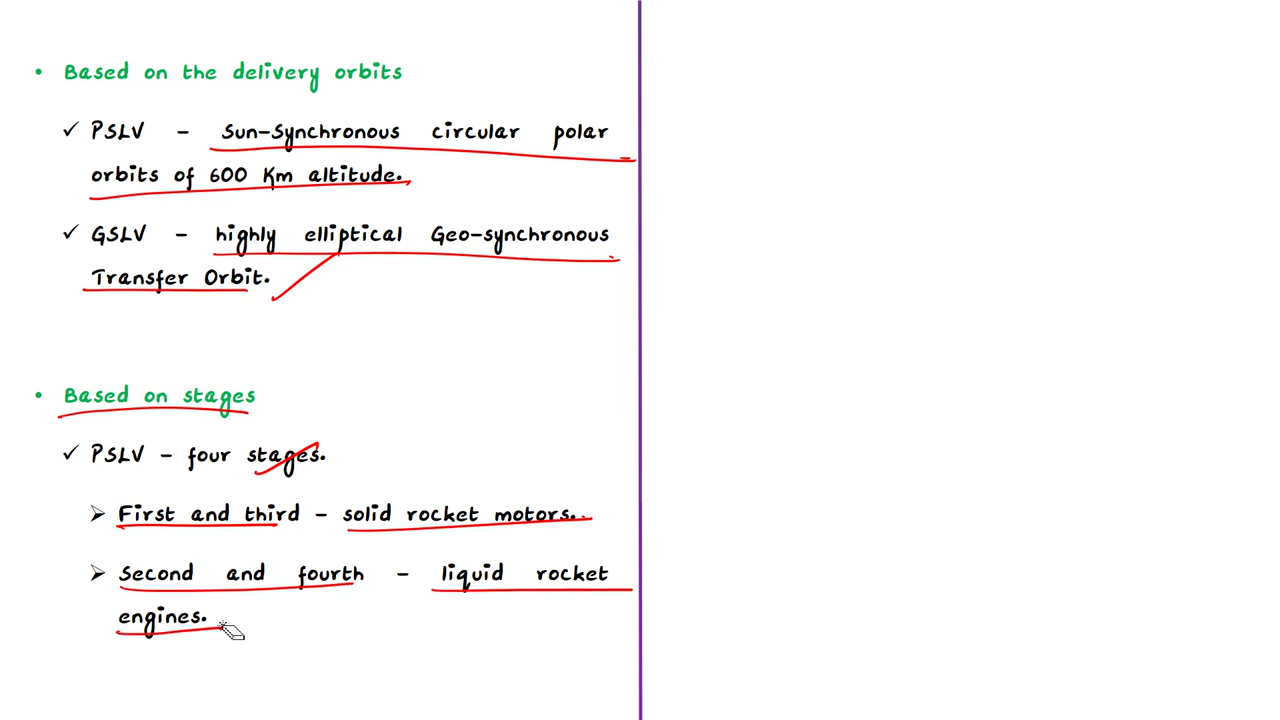 • Based on the delivery orbits
✓ PSLV - Sun-Synchronous circular polar
orbits of 600 Km altitude.
✓ GSLV - highly elliptical Geo-synchronous
Transfer Orbit.
• Based on stages
✓ PSLV - four stages.
➢ First and third - solid rocket motors.
➢ Second and fourth - liquid rocket
engines.